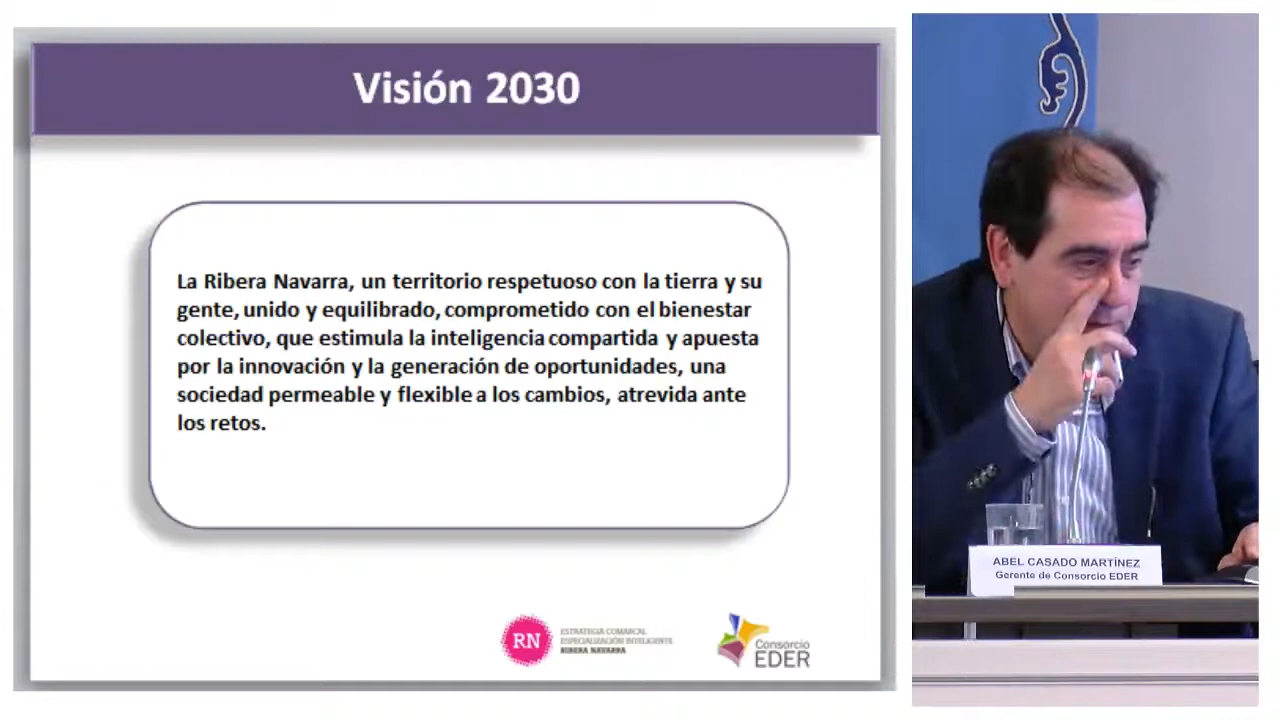 Visión 2030
La Ribera Navarra, un territorio respetuoso con la tierra y su
gente, unido y equilibrado, comprometido con el bienestar
colectivo, que estimula la inteligencia compartida y apuesta
por la innovación y la generación de oportunidades, una
sociedad permeable y flexible a los cambios, atrevida ante
los retos.
RN
ESTRATEGIA COMARCAL
ESPECIALIZACIÓN INTELIGENTE
RIBERA NAVARRA
Consorcio
EDER
ABEL CASADO MARTÍNEZ
Gerente de Consorcio EDER